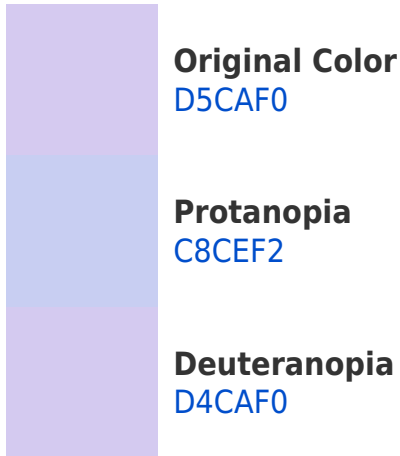 Original Color
D5CAF0
Protanopia
C8CEF2
Deuteranopia
D4CAF0